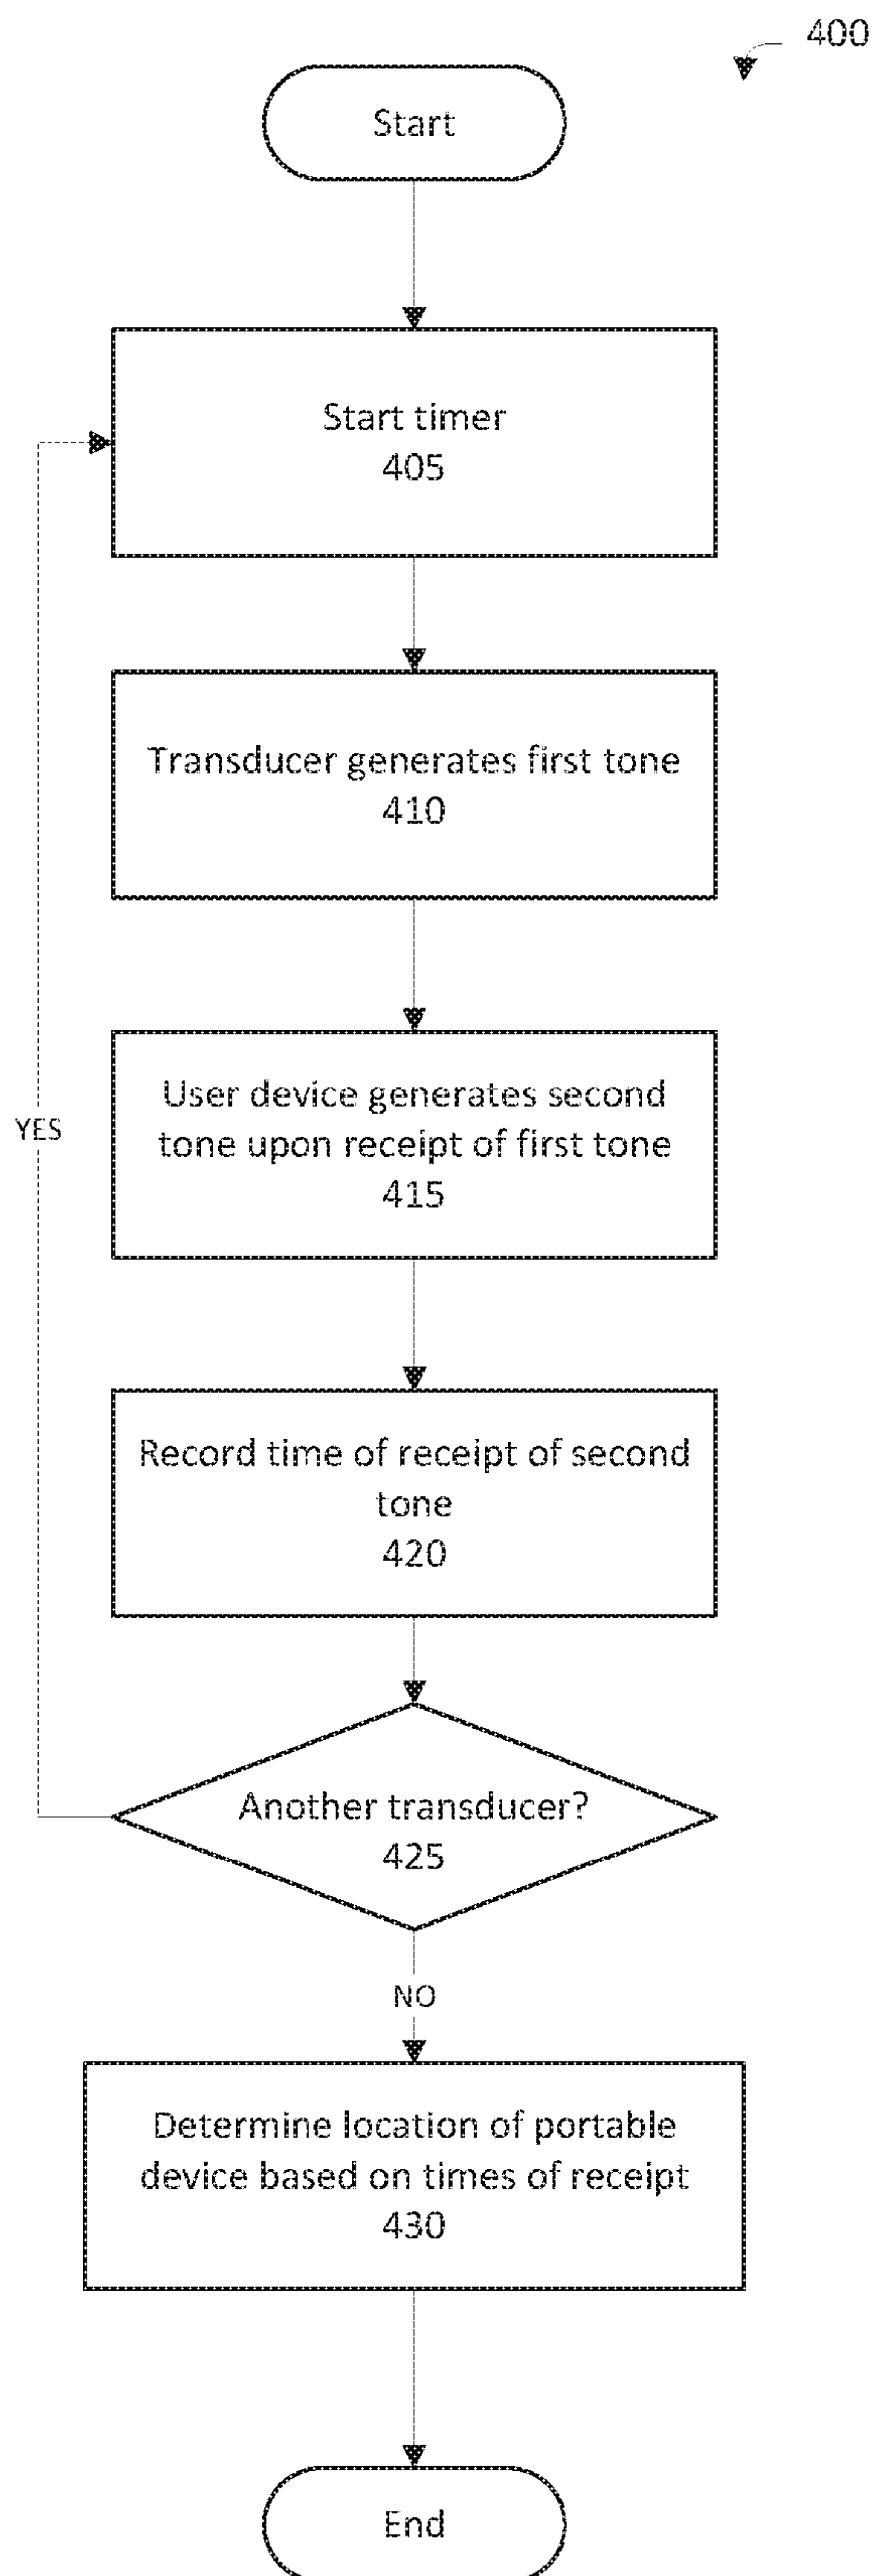 400
Start
Start timer
405
Transducer generates first tone
410
User device generates second
tone upon receipt of first tone
415
YES
Record time of receipt of second
tone
420
Another transducer?
425
NO
Determine location of portable
device based on times of receipt
430
End